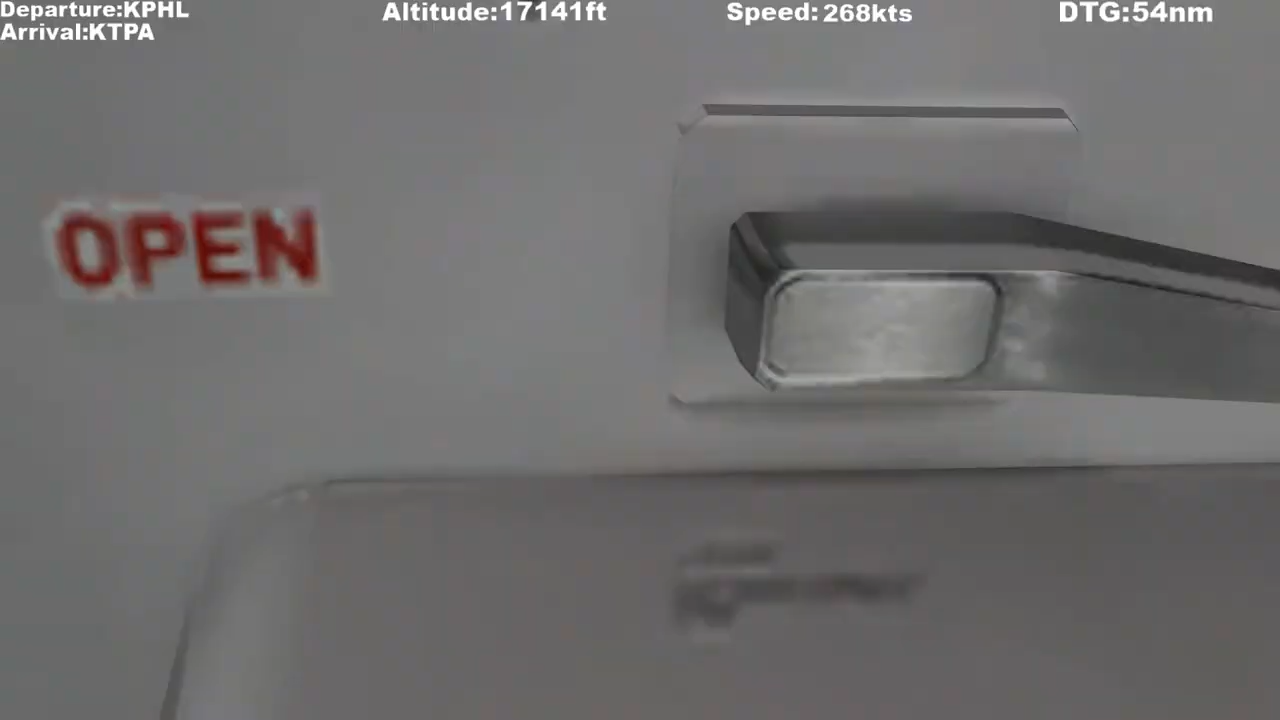 Departure:KPHL
Arrival:KTPA
Altitude:17141ft
Speed:268kts
DTG:54nm
OPEN